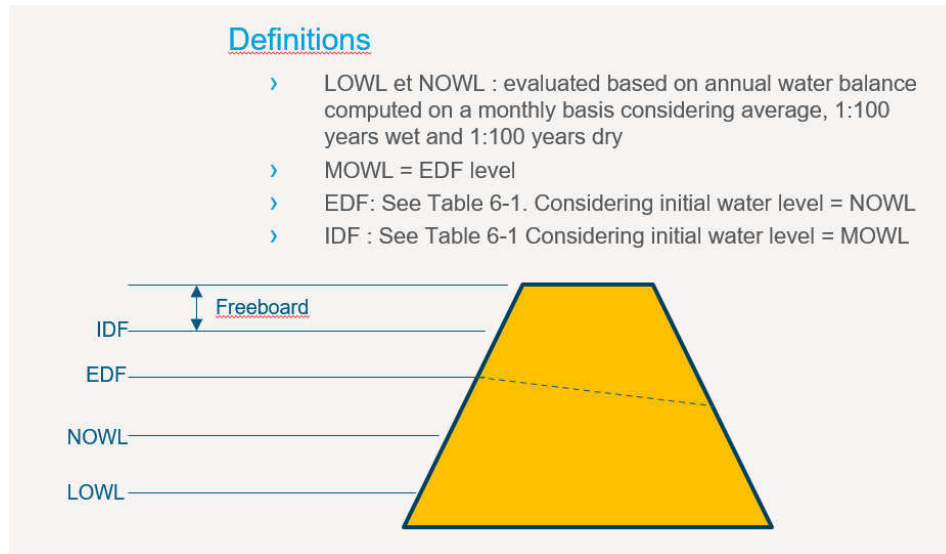 Definitions
› LOWL et NOWL : evaluated based on annual water balance
computed on a monthly basis considering average, 1:100
years wet and 1:100 years dry
› MOWL = EDF level
› EDF: See Table 6-1. Considering initial water level = NOWL
› IDF : See Table 6-1 Considering initial water level = MOWL
Freeboard
IDF
EDF
NOWL
LOWL